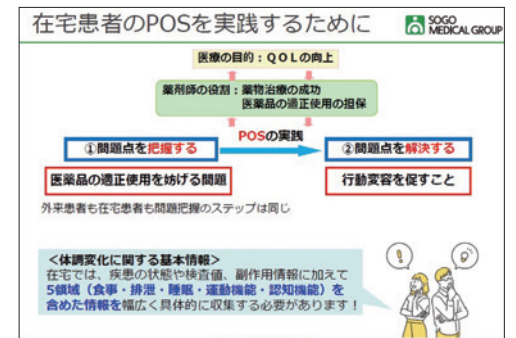 在宅患者のPOSを実践するために
SOGO
MEDICAL GROUP
医療の目的：QOLの向上
薬剤師の役割：薬物治療の成功
医薬品の適正使用の担保
POSの実践
①問題点を把握する
②問題点を解決する
医薬品の適正使用を妨げる問題
行動変容を促すこと
外来患者も在宅患者も問題把握のステップは同じ
＜体調変化に関する基本情報＞
在宅では、疾患の状態や検査値、副作用情報に加えて
5領域（食事・排泄・睡眠・運動機能・認知機能）を
含めた情報を幅広く具体的に収集する必要があります！